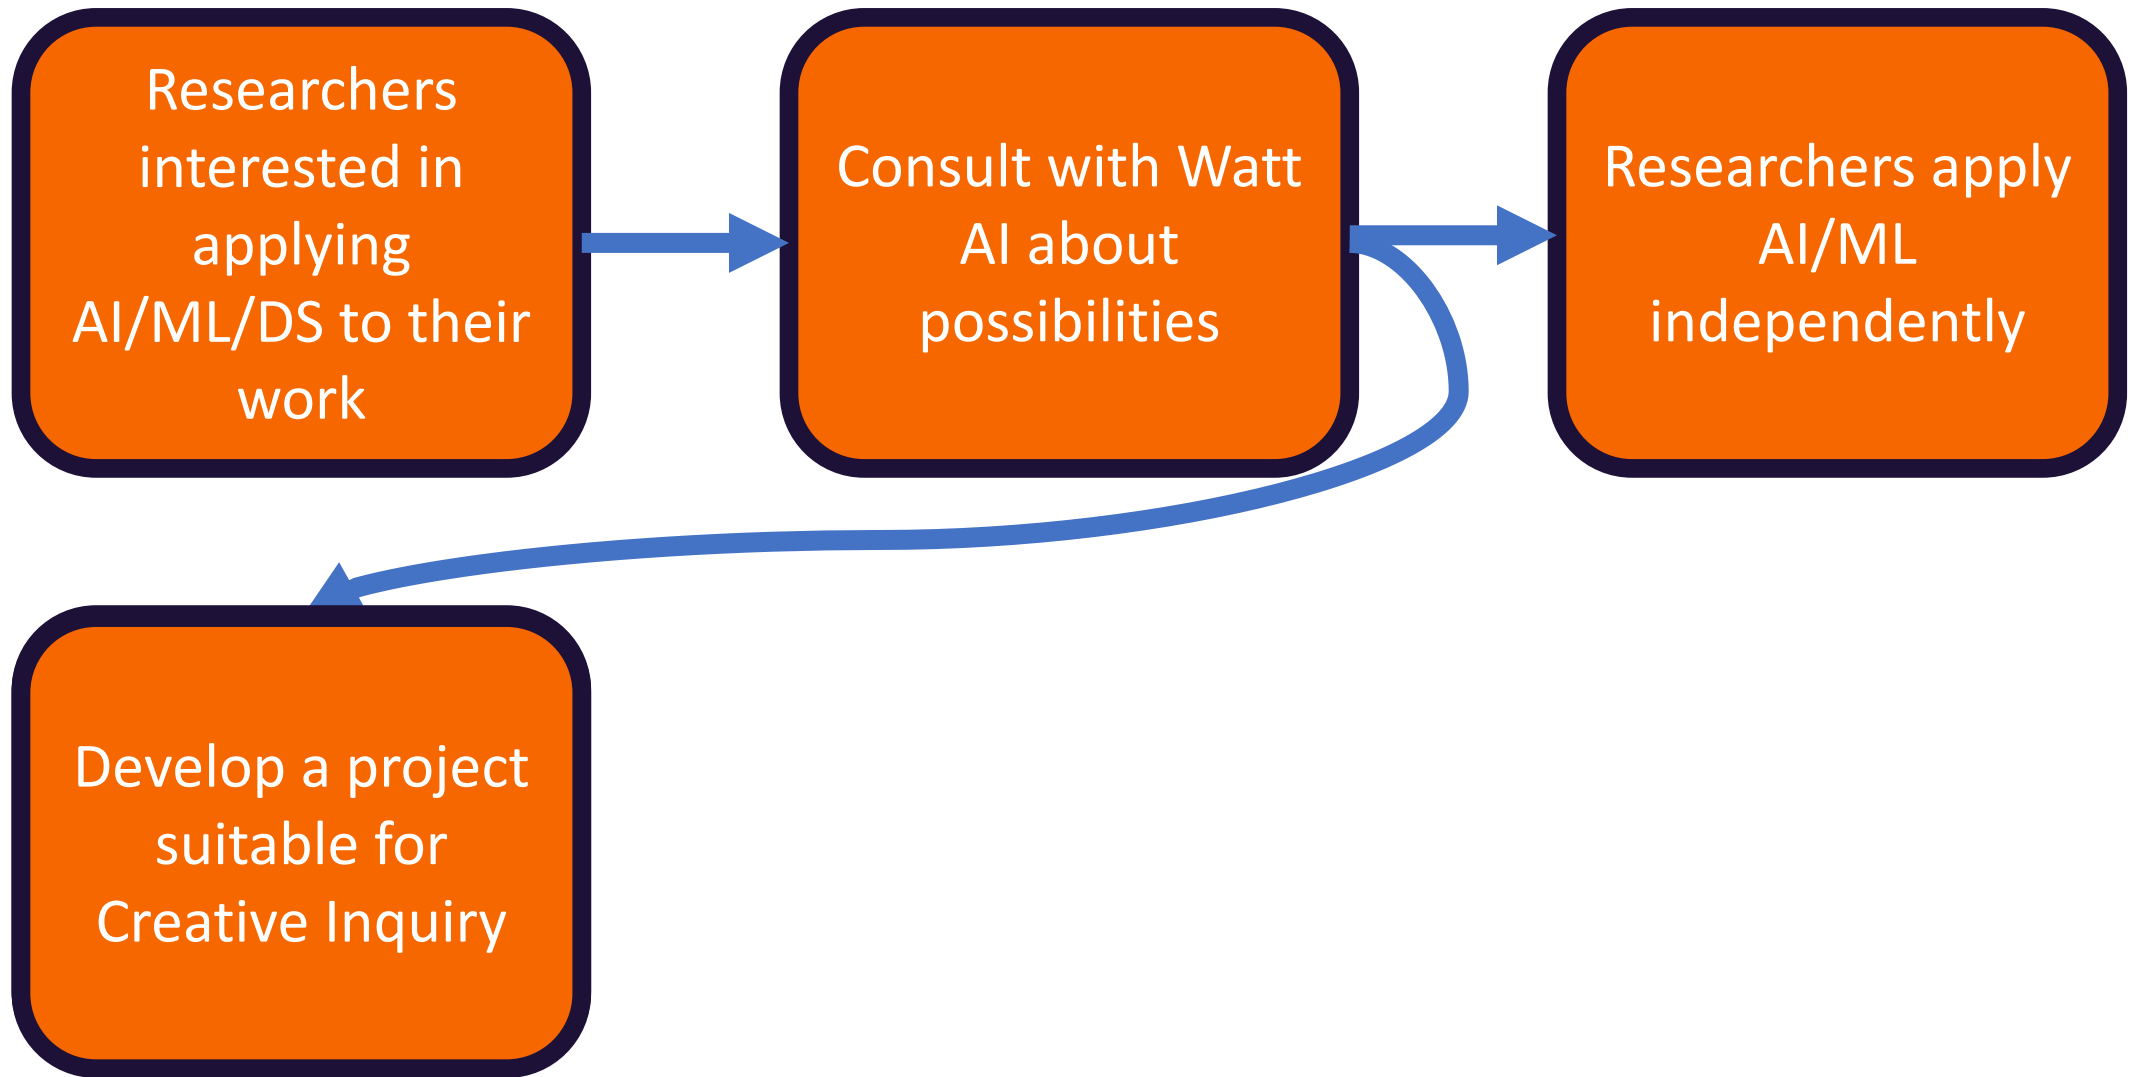 Researchers
interested in
applying
AI/ML/DS to their
work
Consult with Watt
AI about
possibilities
Researchers apply
AI/ML
independently
Develop a project
suitable for
Creative Inquiry